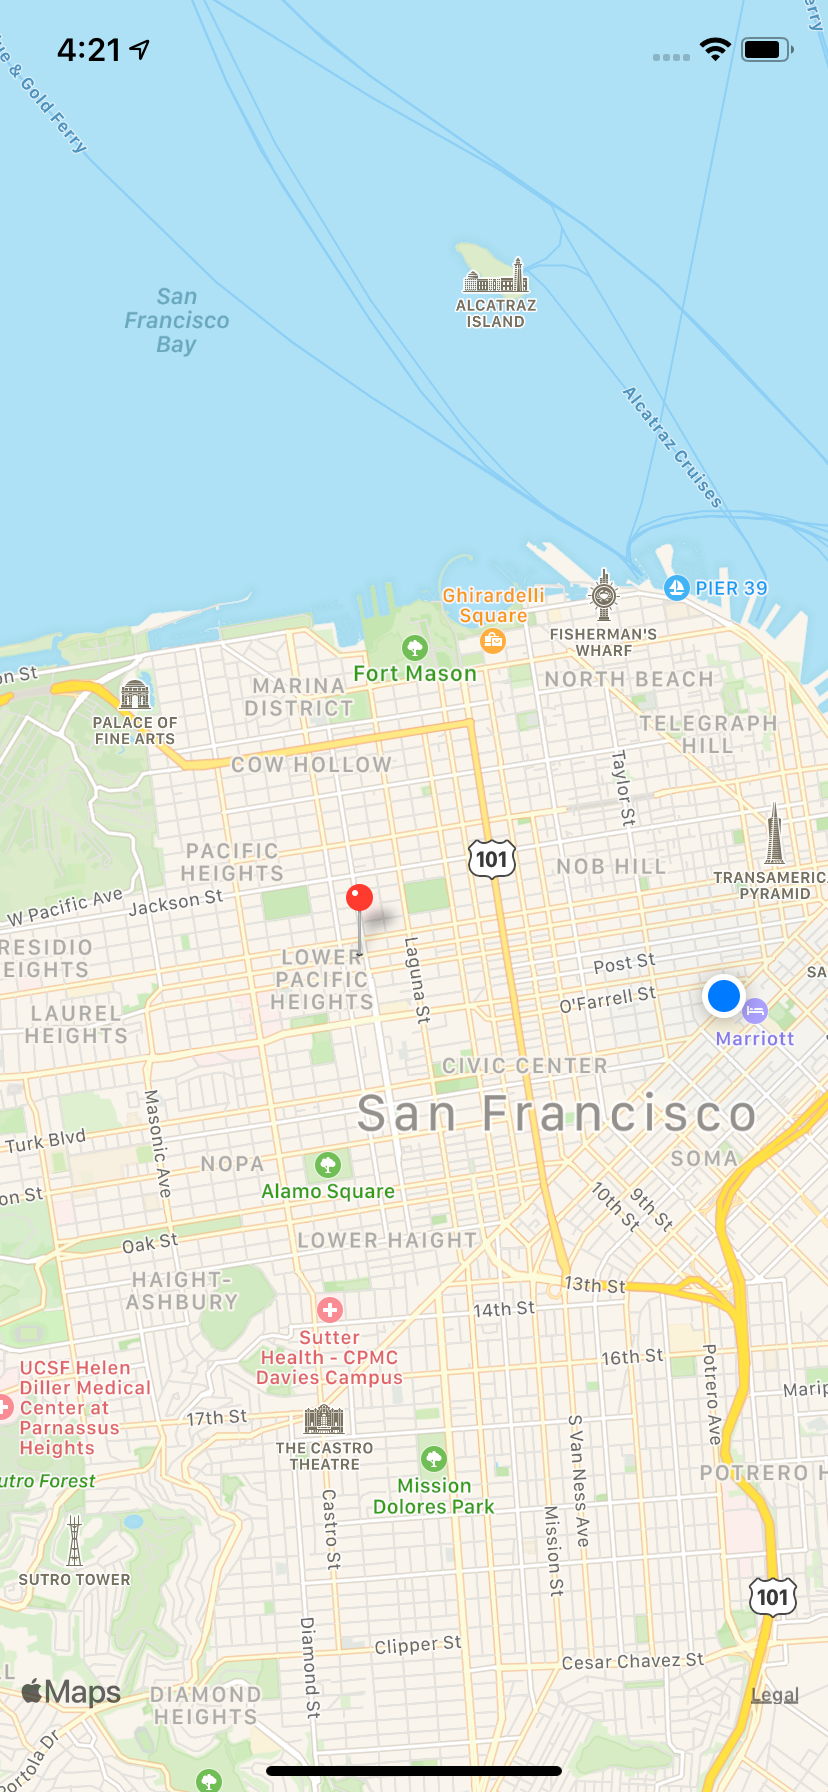 4:21
ue & Gold Ferry
erry
San
Francisco
Bay
ALCATRAZ
ISLAND
Alcatraz Cruises
Ghirardelli
Square
PIER 39
FISHERMAN'S
WHARF
on St
Fort Mason
MARINA
DISTRICT
NORTH BEACH
PALACE OF
FINE ARTS
TELEGRAPH
HILL
COW HOLLOW
Taylor St
PACIFIC
HEIGHTS
101
NOB HILL
TRANSAMERICA
PYRAMID
W Pacific Ave
Jackson St
RESIDIO
EIGHTS
LOWER
PACIFIC
HEIGHTS
Laguna St
Post St
SA
O'Farrell St
LAUREL
HEIGHTS
Marriott
CIVIC CENTER
San Francisco
Masonic Ave
Turk Blvd
NOPA
SOMA
Alamo Square
on St
10th St
9th St
Oak St
LOWER HAIGHT
HAIGHT-
ASHBURY
13th St
14th St
Sutter
Health - CPMC
Davies Campus
16th St
Potrero Ave
UCSF Helen
Diller Medical
Center at
Parnassus
Heights
Marip
17th St
S Van Ness Ave
THE CASTRO
THEATRE
utro Forest
Mission
Dolores Park
POTRERO H
Castro St
Mission St
SUTRO TOWER
101
Diamond St
Clipper St
Cesar Chavez St
L
Maps
DIAMOND
HEIGHTS
Legal
ortola Dr